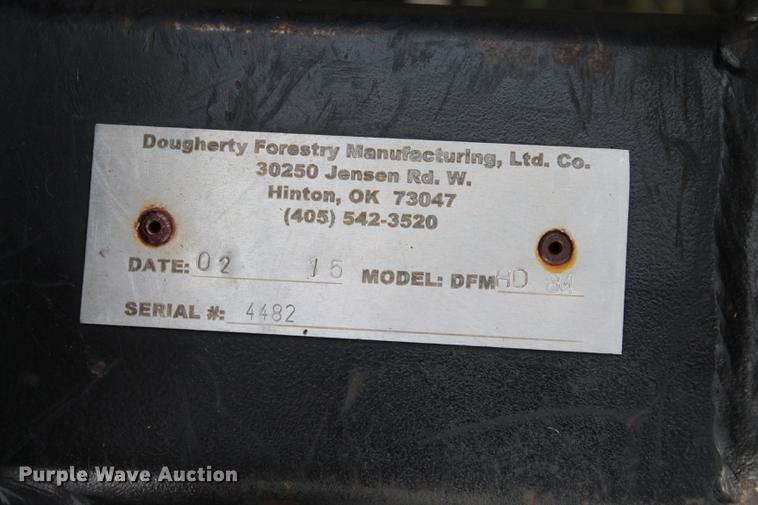 Dougherty Forestry Manufacturing, Ltd. Co.
30250 Jensen Rd. W.
Hinton, OK 73047
(405) 542-3520
DATE: 02 15 MODEL: DFM HD 84
SERIAL #: 4482
Purple Wave Auction